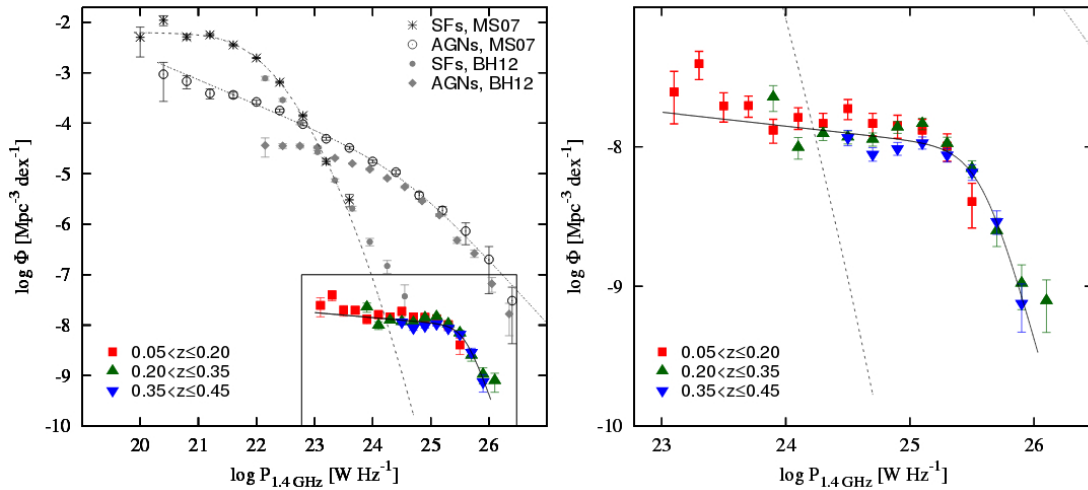 -2
-3
-4
-5
-6
-7
-8
-9
-10
log Φ [Mpc⁻³ dex⁻¹]
SFs, MS07
AGNs, MS07
SFs, BH12
AGNs, BH12
0.05<z≤0.20
0.20<z≤0.35
0.35<z≤0.45
20 21 22 23 24 25 26
log P₁.₄ GHz [W Hz⁻¹]
-8
-9
-10
log Φ [Mpc⁻³ dex⁻¹]
0.05<z≤0.20
0.20<z≤0.35
0.35<z≤0.45
23 24 25 26
log P₁.₄ GHz [W Hz⁻¹]